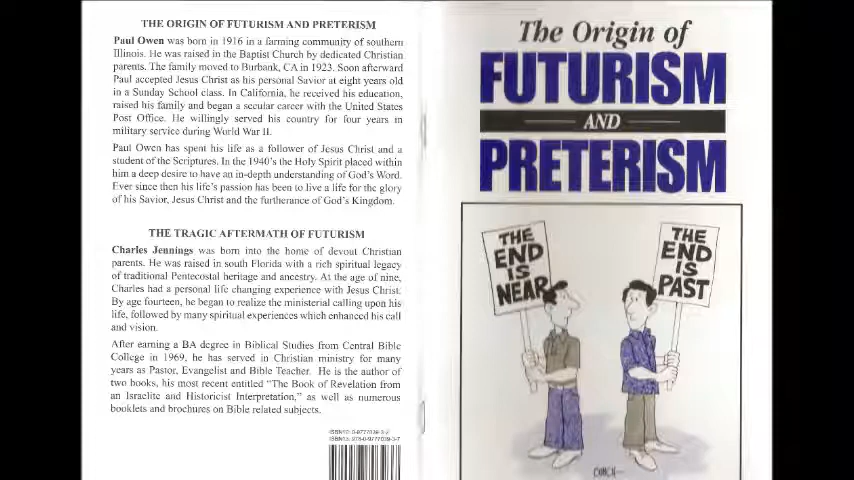 THE ORIGIN OF FUTURISM AND PRETERISM
Paul Owen was born in 1916 in a farming community of southern
Illinois. He was raised in the Baptist Church by dedicated Christian
parents. The family moved to Burbank, CA in 1923. Soon afterward
Paul accepted Jesus Christ as his personal Savior at eight years old
in a Sunday School class. In California, he received his education,
raised his family and began a secular career with the United States
Post Office. He willingly served his country for four years in
military service during World War II.
Paul Owen has spent his life as a follower of Jesus Christ and a
student of the Scriptures. In the 1940's the Holy Spirit placed within
him a deep desire to have an in-depth understanding of God's Word.
Ever since then his life's passion has been to live a life for the glory
of his Savior, Jesus Christ and the furtherance of God's Kingdom.
THE TRAGIC AFTERMATH OF FUTURISM
Charles Jennings was born into the home of devout Christian
parents. He was raised in south Florida with a rich spiritual legacy
of traditional Pentecostal heritage and ancestry. At the age of nine,
Charles had a personal life changing experience with Jesus Christ.
By age fourteen, he began to realize the ministerial calling upon his
life, followed by many spiritual experiences which enhanced his call
and vision.
After earning a BA degree in Biblical Studies from Central Bible
College in 1969, he has served in Christian ministry for many
years as Pastor, Evangelist and Bible Teacher. He is the author of
two books, his most recent entitled "The Book of Revelation from
an Israelite and Historicist Interpretation," as well as numerous
booklets and brochures on Bible related subjects.
The Origin of
FUTURISM
AND
PRETERISM
THE
END
IS
NEAR
THE
END
IS
PAST